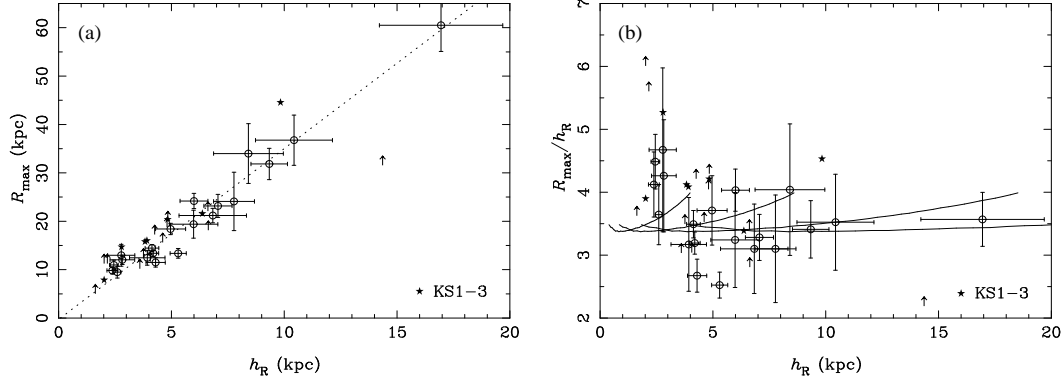 (a)
R_max (kpc)
60
50
40
30
20
10
0
0 5 10 15 20
h_R (kpc)
★ KS1−3
(b)
R_max/h_R
7
6
5
4
3
2
5 10 15 20
h_R (kpc)
★ KS1−3